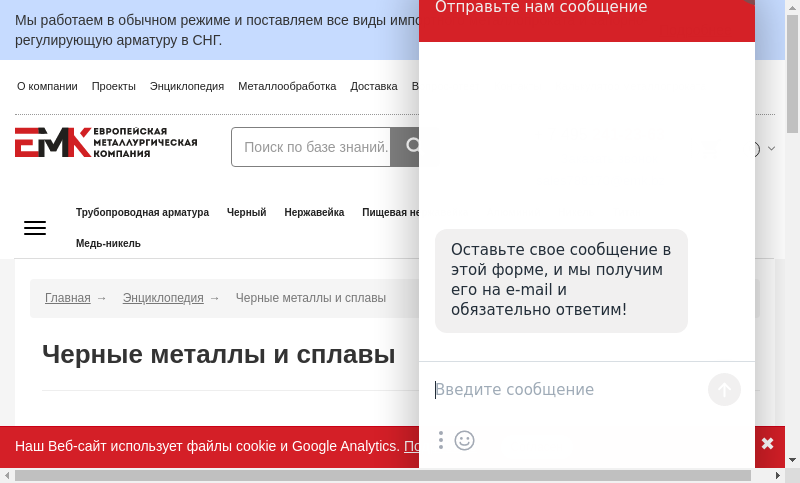 Мы работаем в обычном режиме и поставляем все виды
регулирующую арматуру в СНГ.
Отправьте нам сообщение
О компании Проекты Энциклопедия Металлообработка Доставка
ЕМК ЕВРОПЕЙСКАЯ
МЕТАЛЛУРГИЧЕСКАЯ
КОМПАНИЯ
Поиск по базе знаний.
Трубопроводная арматура Черный Нержавейка Пищевая
Медь-никель
Главная → Энциклопедия → Черные металлы и сплавы
Черные металлы и сплавы
Оставьте свое сообщение в
этой форме, и мы получим
его на e-mail и
обязательно ответим!
Введите сообщение
Наш Веб-сайт использует файлы cookie и Google Analytics.